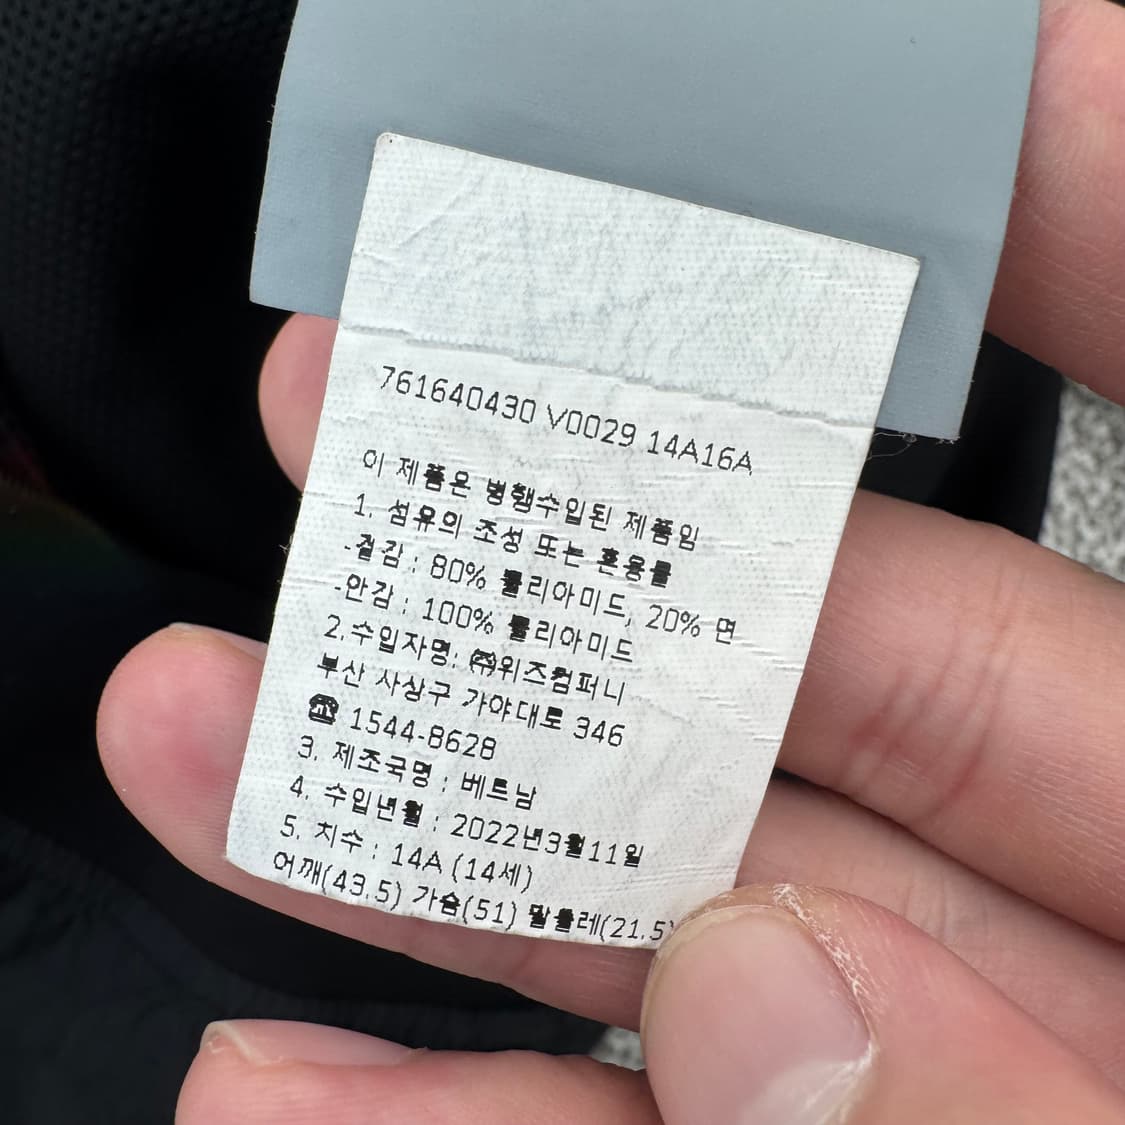 761640430 V0029 14A16A
이 제품은 병행수입된 제품임
1. 섬유의 조성 또는 혼용률
-겉감 : 80% 폴리아미드, 20% 면
-안감 : 100% 폴리아미드
2.수입자명: ㈜위즈컴퍼니
부산 사상구 가야대로 346
☎ 1544-8628
3. 제조국명 : 베트남
4. 수입년월 : 2022년3월11일
5. 치수 : 14A (14세)
어깨(43.5) 가슴(51) 팔둘레(21.5)